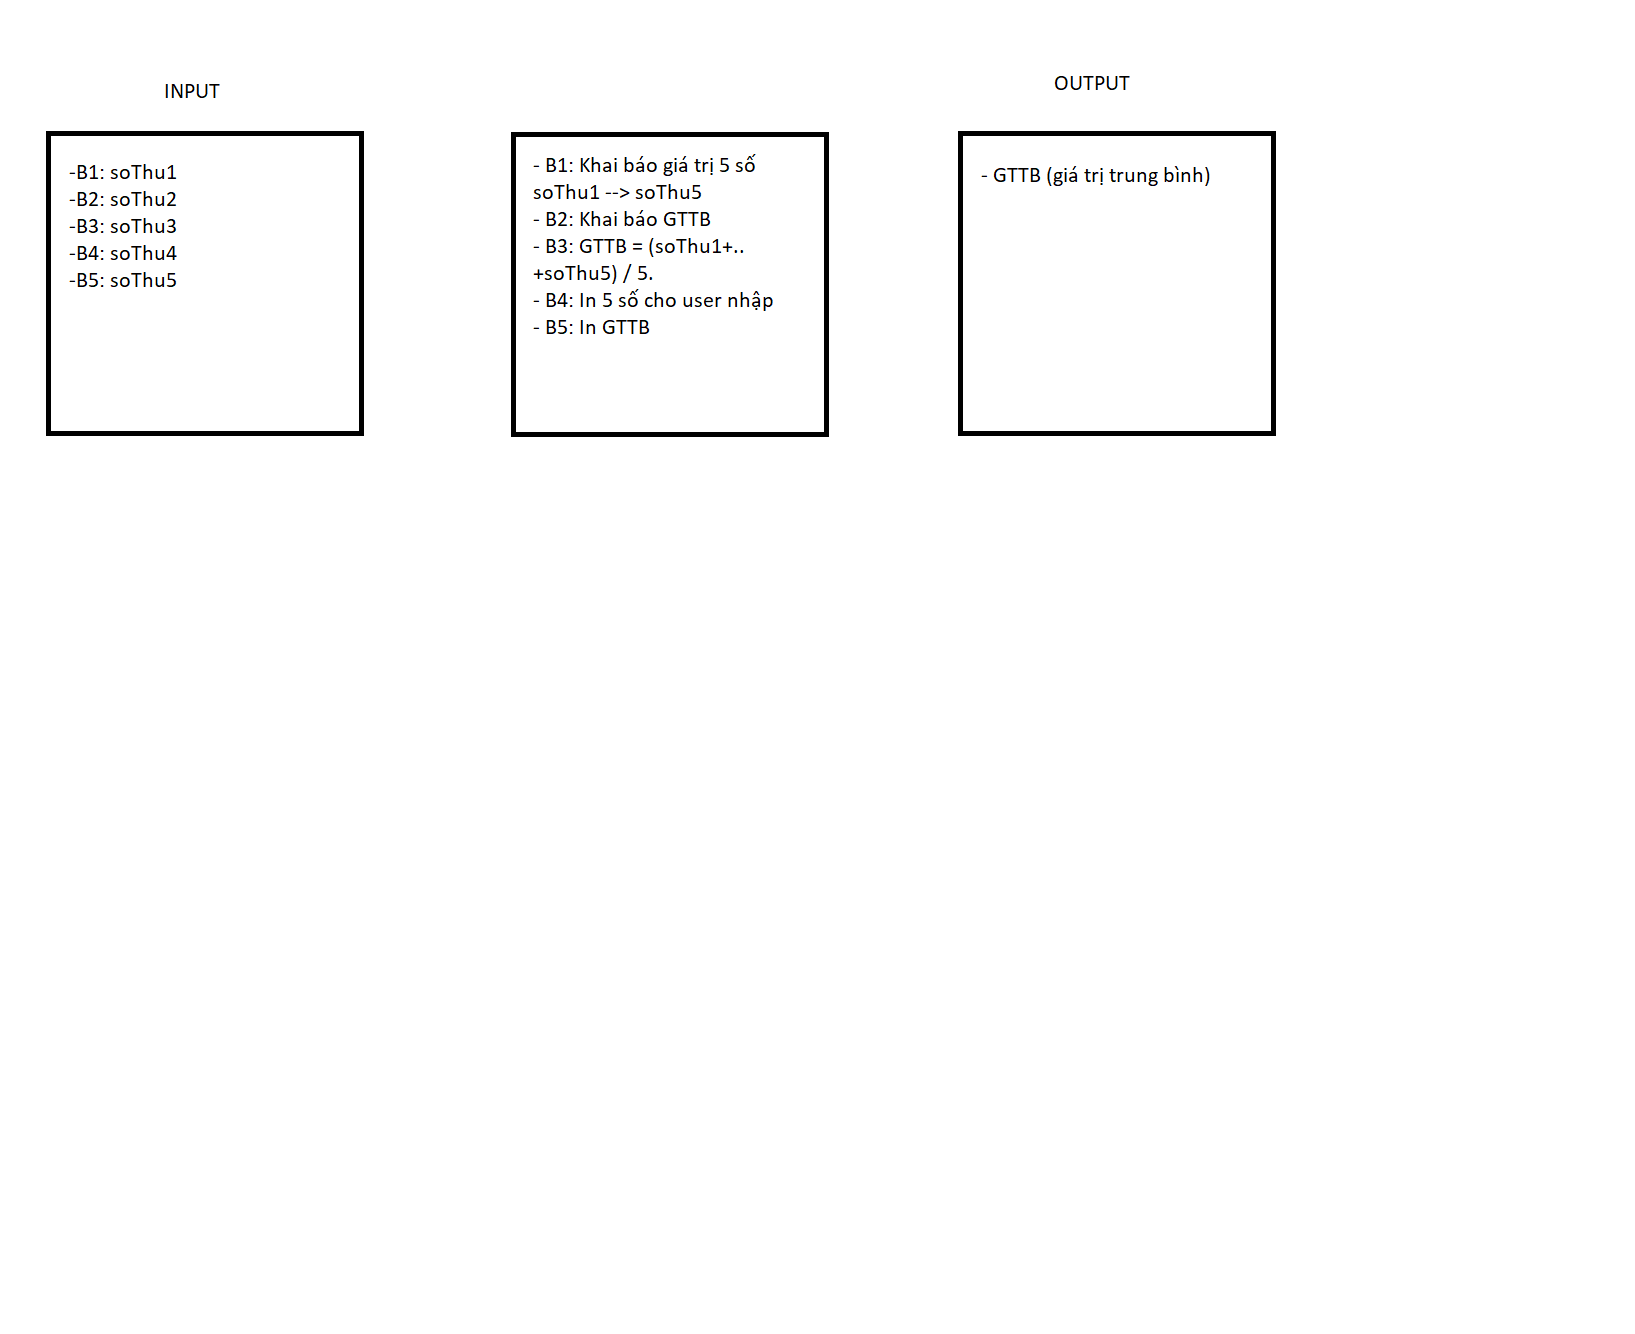 INPUT
-B1: soThu1
-B2: soThu2
-B3: soThu3
-B4: soThu4
-B5: soThu5
- B1: Khai báo giá trị 5 số
soThu1 --> soThu5
- B2: Khai báo GTTB
- B3: GTTB = (soThu1+..
+soThu5) / 5.
- B4: In 5 số cho user nhập
- B5: In GTTB
OUTPUT
- GTTB (giá trị trung bình)